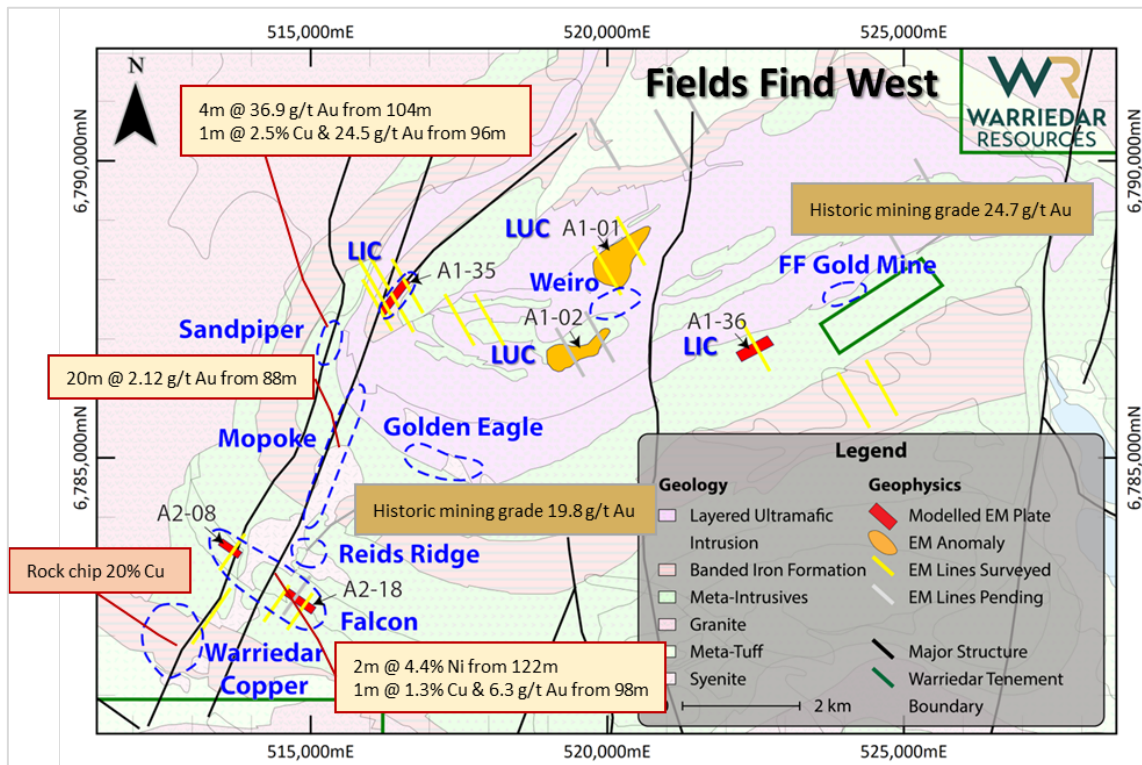 515,000mE
520,000mE
525,000mE
N
Fields Find West
WR
WARRIEDAR
RESOURCES
4m @ 36.9 g/t Au from 104m
1m @ 2.5% Cu & 24.5 g/t Au from 96m
6,790,000mN
6,790,000mN
Historic mining grade 24.7 g/t Au
LUC
A1-01
LIC
A1-35
FF Gold Mine
Weiro
A1-02
A1-36
Sandpiper
LUC
LIC
20m @ 2.12 g/t Au from 88m
Mopoke
Golden Eagle
6,785,000mN
6,785,000mN
Historic mining grade 19.8 g/t Au
A2-08
Reids Ridge
Rock chip 20% Cu
A2-18
Falcon
Warriedar
Copper
2m @ 4.4% Ni from 122m
1m @ 1.3% Cu & 6.3 g/t Au from 98m
Legend
Geology
Layered Ultramafic
Intrusion
Banded Iron Formation
Meta-Intrusives
Granite
Meta-Tuff
Syenite
Geophysics
Modelled EM Plate
EM Anomaly
EM Lines Surveyed
EM Lines Pending
Major Structure
Warriedar Tenement
Boundary
2 km
515,000mE
520,000mE
525,000mE